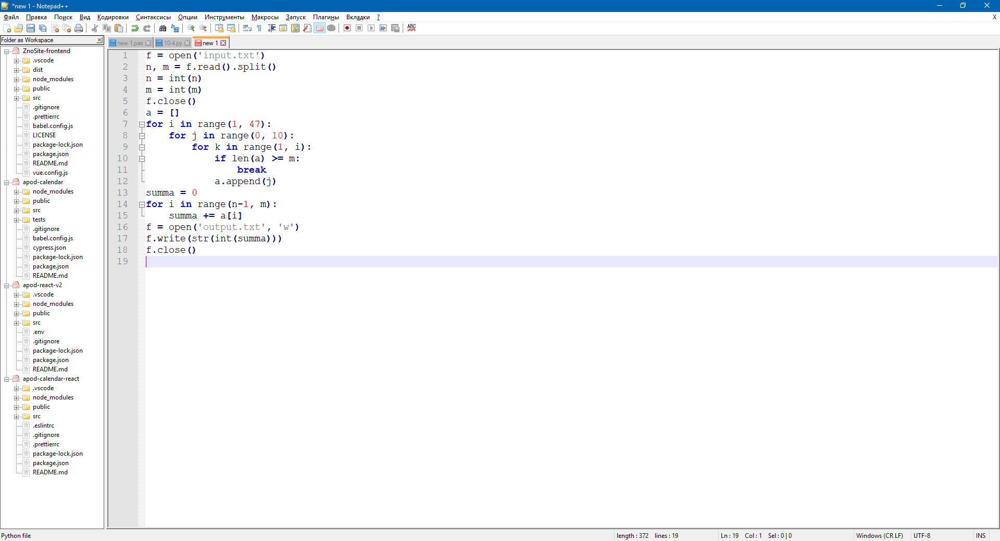 *new 1 - Notepad++
Файл Правка Поиск Вид Кодировки Синтаксисы Опции Инструменты Макросы Запуск Плагины Вкладки ? X
ABC
Folder as Workspace
ZnoSite-frontend
.vscode
dist
node_modules
public
src
.gitignore
.prettierrc
babel.config.js
LICENSE
package-lock.json
package.json
README.md
vue.config.js
apod-calendar
node_modules
public
src
tests
.gitignore
babel.config.js
cypress.json
package-lock.json
package.json
README.md
apod-react-v2
.vscode
node_modules
public
src
.env
.gitignore
package-lock.json
package.json
README.md
apod-calendar-react
.vscode
node_modules
public
src
.eslintrc
.gitignore
.prettierrc
package-lock.json
package.json
README.md
new 1.pas 10-4.py new 1
1 f = open('input.txt')
2 n, m = f.read().split()
3 n = int(n)
4 m = int(m)
5 f.close()
6 a = []
7 for i in range(1, 47):
8     for j in range(0, 10):
9         for k in range(1, i):
10             if len(a) >= m:
11                 break
12             a.append(j)
13 summa = 0
14 for i in range(n-1, m):
15     summa += a[i]
16 f = open('output.txt', 'w')
17 f.write(str(int(summa)))
18 f.close()
19
Python file length : 372 lines : 19 Ln : 19 Col : 1 Sel : 0 | 0 Windows (CR LF) UTF-8 INS